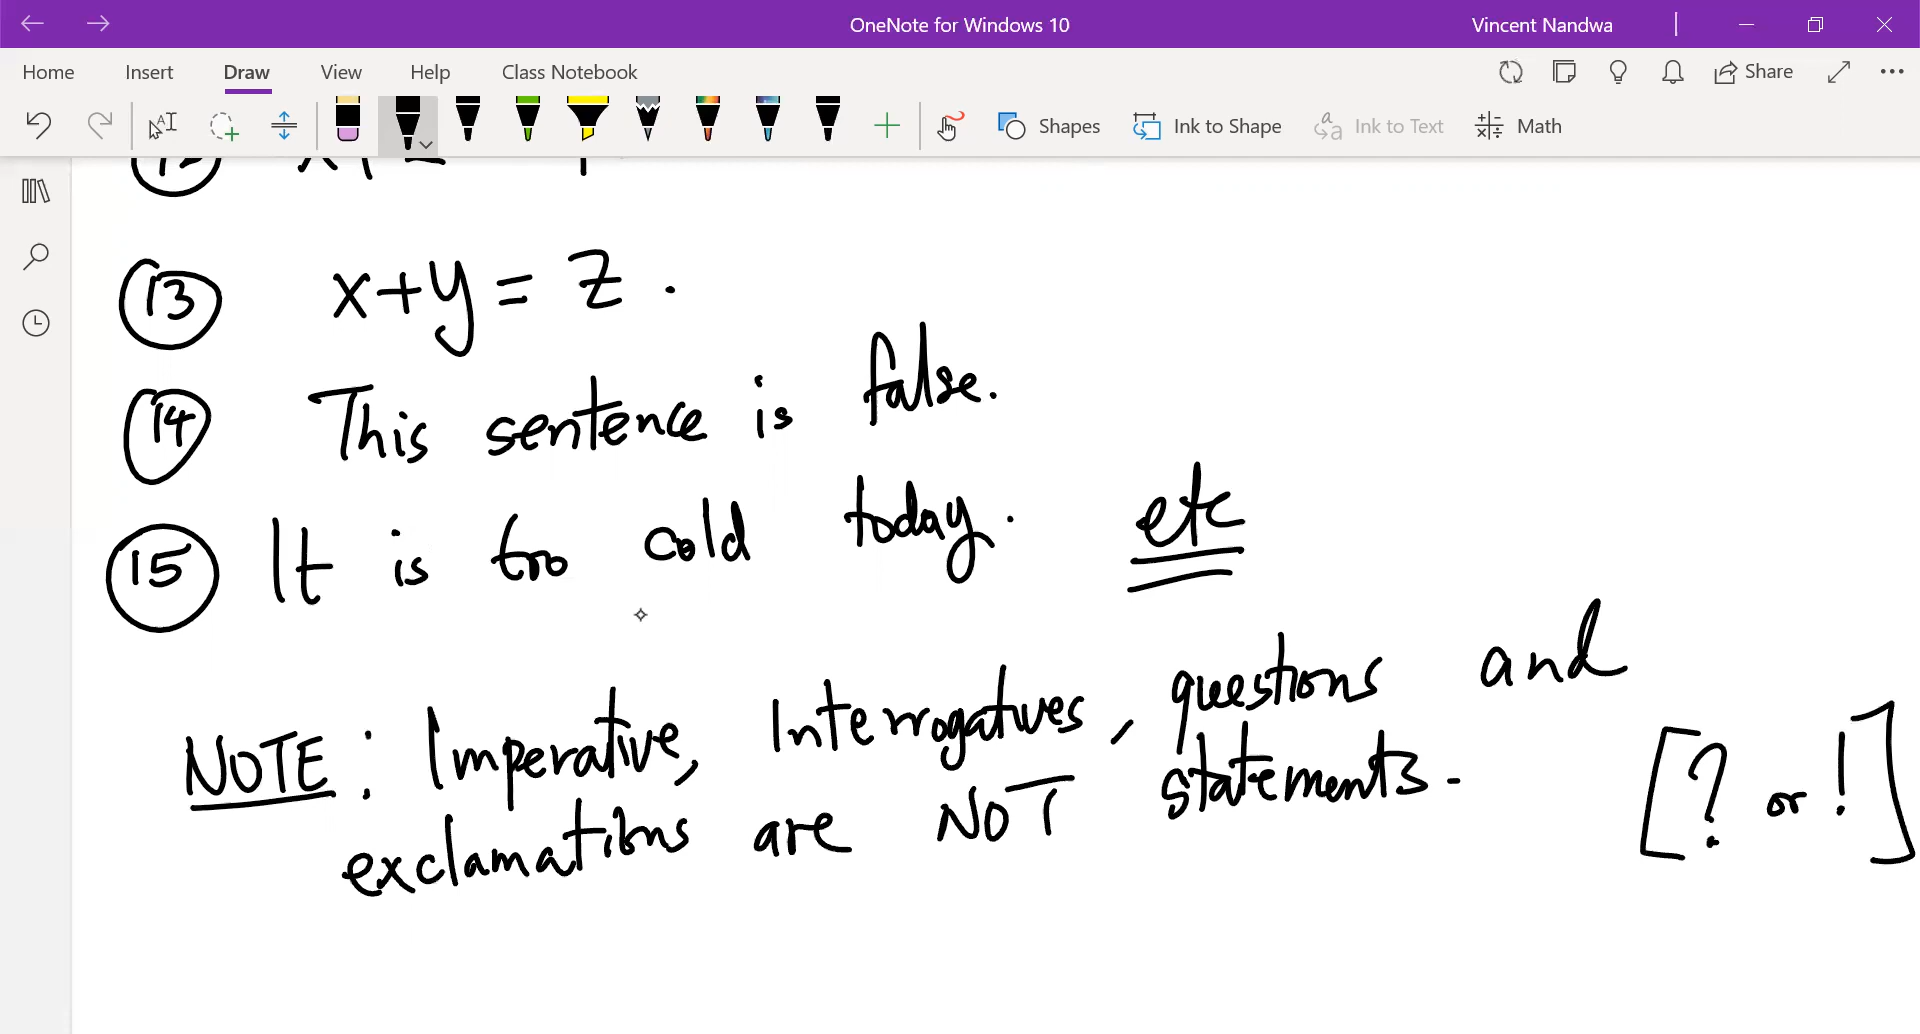 OneNote for Windows 10
Vincent Nandwa
Home Insert Draw View Help Class Notebook
Share
Shapes Ink to Shape Ink to Text Math
13 x+y = z .
14 This sentence is false.
15 It is too cold today. etc
NOTE : Imperative, Interrogatives, questions and
exclamations are NOT statements. [? or !]